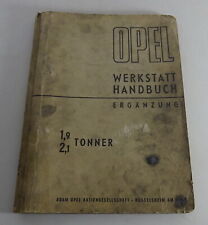 OPEL
WERKSTATT
HANDBUCH
ERGÄNZUNG
1,9
2,1 TONNER
ADAM OPEL AKTIENGESELLSCHAFT · RÜSSELSHEIM AM